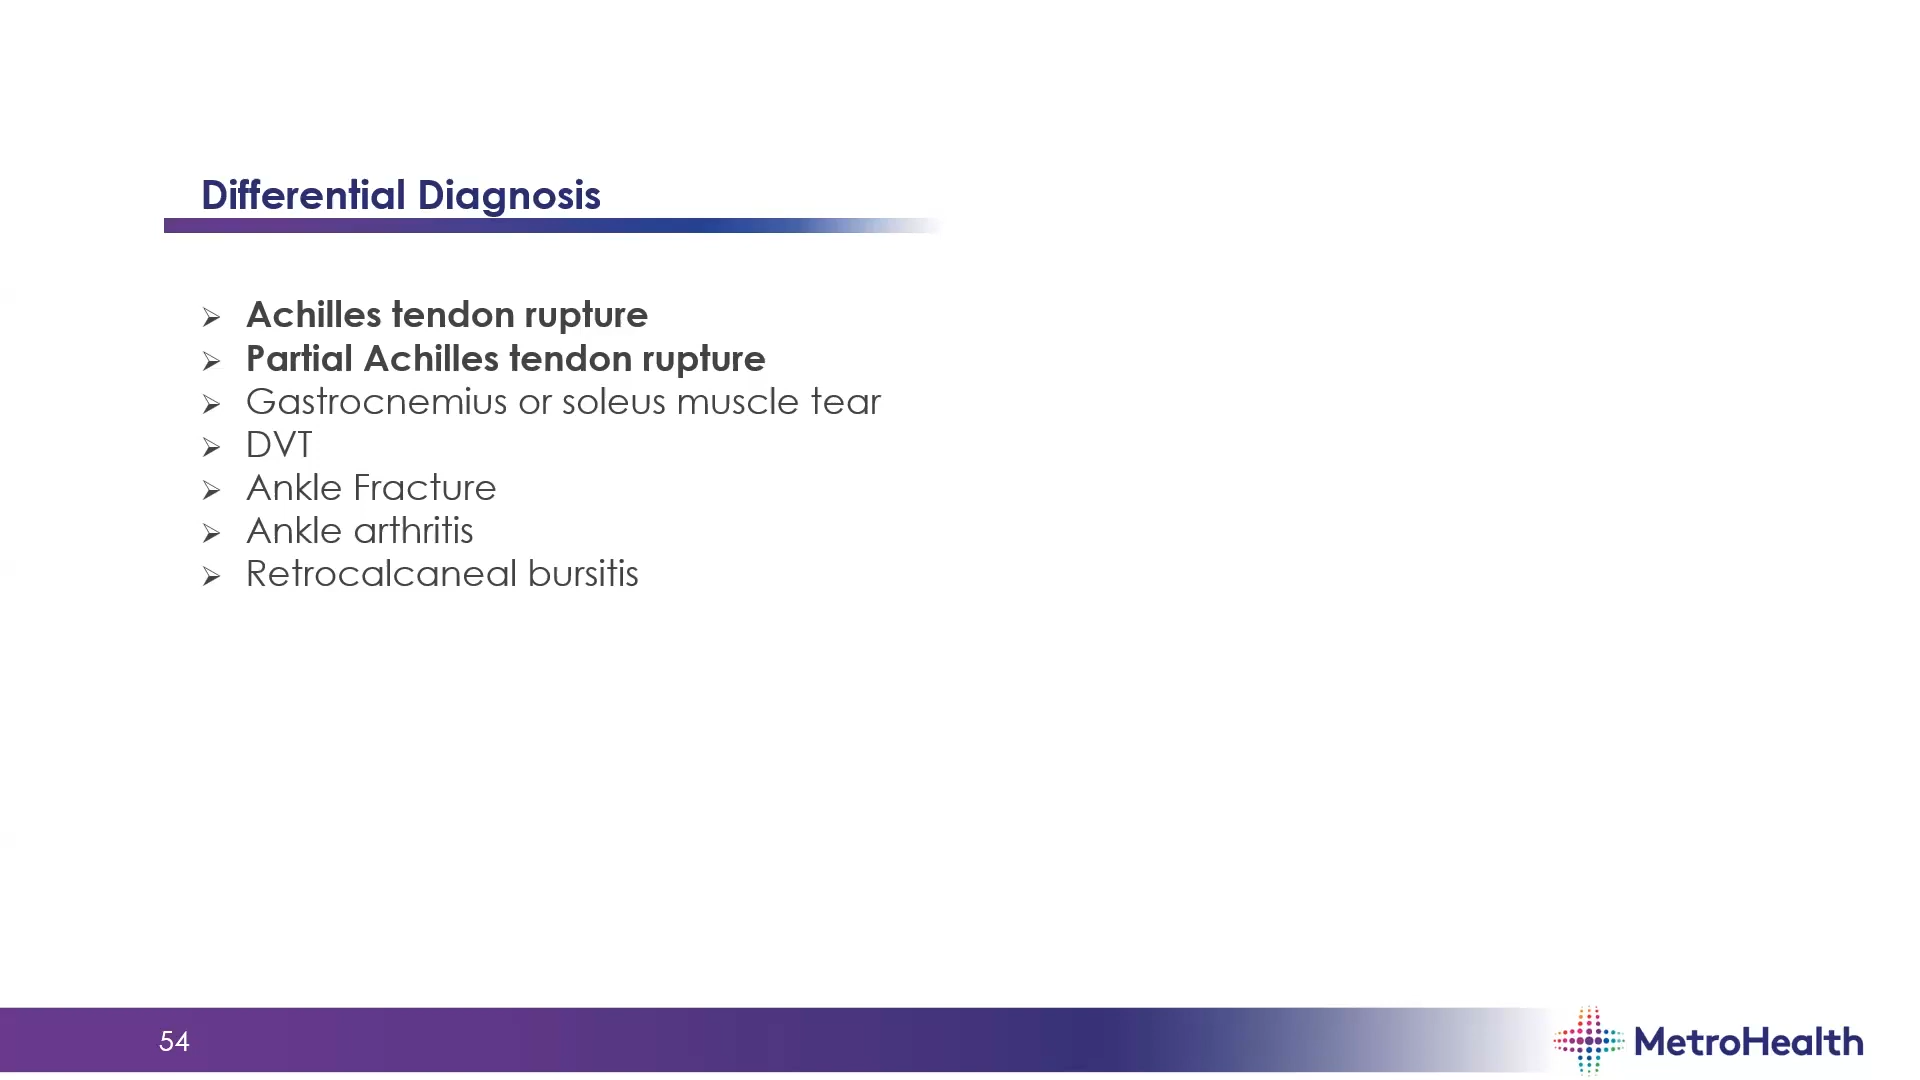 Differential Diagnosis
➢ Achilles tendon rupture
➢ Partial Achilles tendon rupture
➢ Gastrocnemius or soleus muscle tear
➢ DVT
➢ Ankle Fracture
➢ Ankle arthritis
➢ Retrocalcaneal bursitis
54
MetroHealth